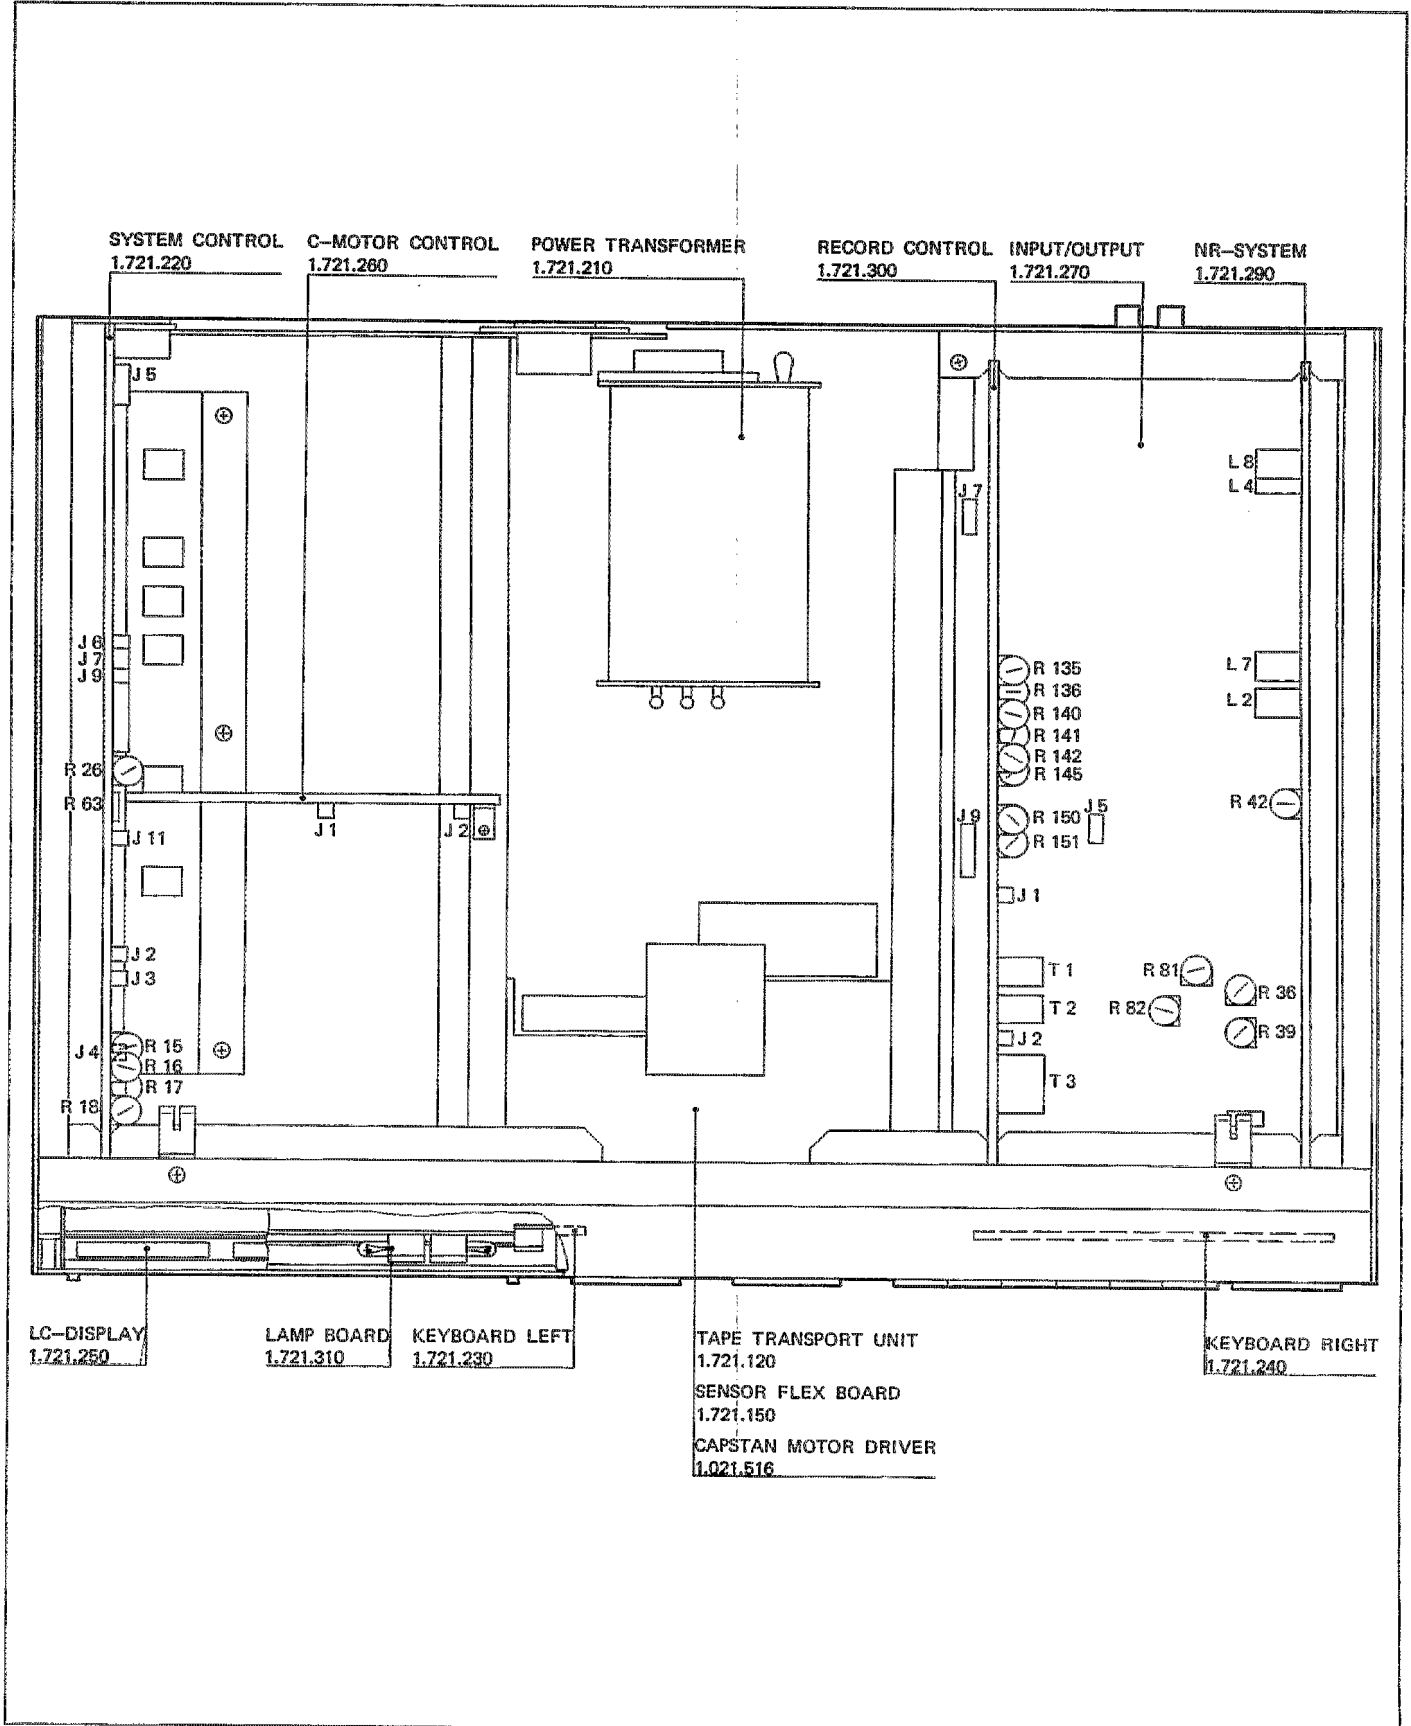 SYSTEM CONTROL
1.721.220
C-MOTOR CONTROL
1.721.260
POWER TRANSFORMER
1.721.210
RECORD CONTROL
1.721.300
INPUT/OUTPUT
1.721.270
NR-SYSTEM
1.721.290
J 5
J 6
J 7
J 9
R 26
R 63
J 11
J 1
J 2
J 2
J 3
J 4
R 15
R 16
R 17
R 18
J 7
J 9
R 135
R 136
R 140
R 141
R 142
R 145
R 150
R 151
J 5
J 1
T 1
T 2
J 2
T 3
L 8
L 4
L 7
L 2
R 42
R 81
R 82
R 36
R 39
LC-DISPLAY
1.721.250
LAMP BOARD
1.721.310
KEYBOARD LEFT
1.721.230
TAPE TRANSPORT UNIT
1.721.120
SENSOR FLEX BOARD
1.721.150
CAPSTAN MOTOR DRIVER
1.021.516
KEYBOARD RIGHT
1.721.240